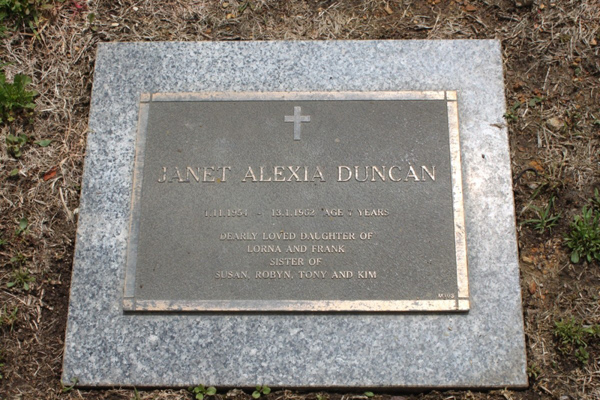 JANET ALEXIA DUNCAN
1.11.1954 - 13.1.1962 AGE 7 YEARS
DEARLY LOVED DAUGHTER OF
LORNA AND FRANK
SISTER OF
SUSAN, ROBYN, TONY AND KIM